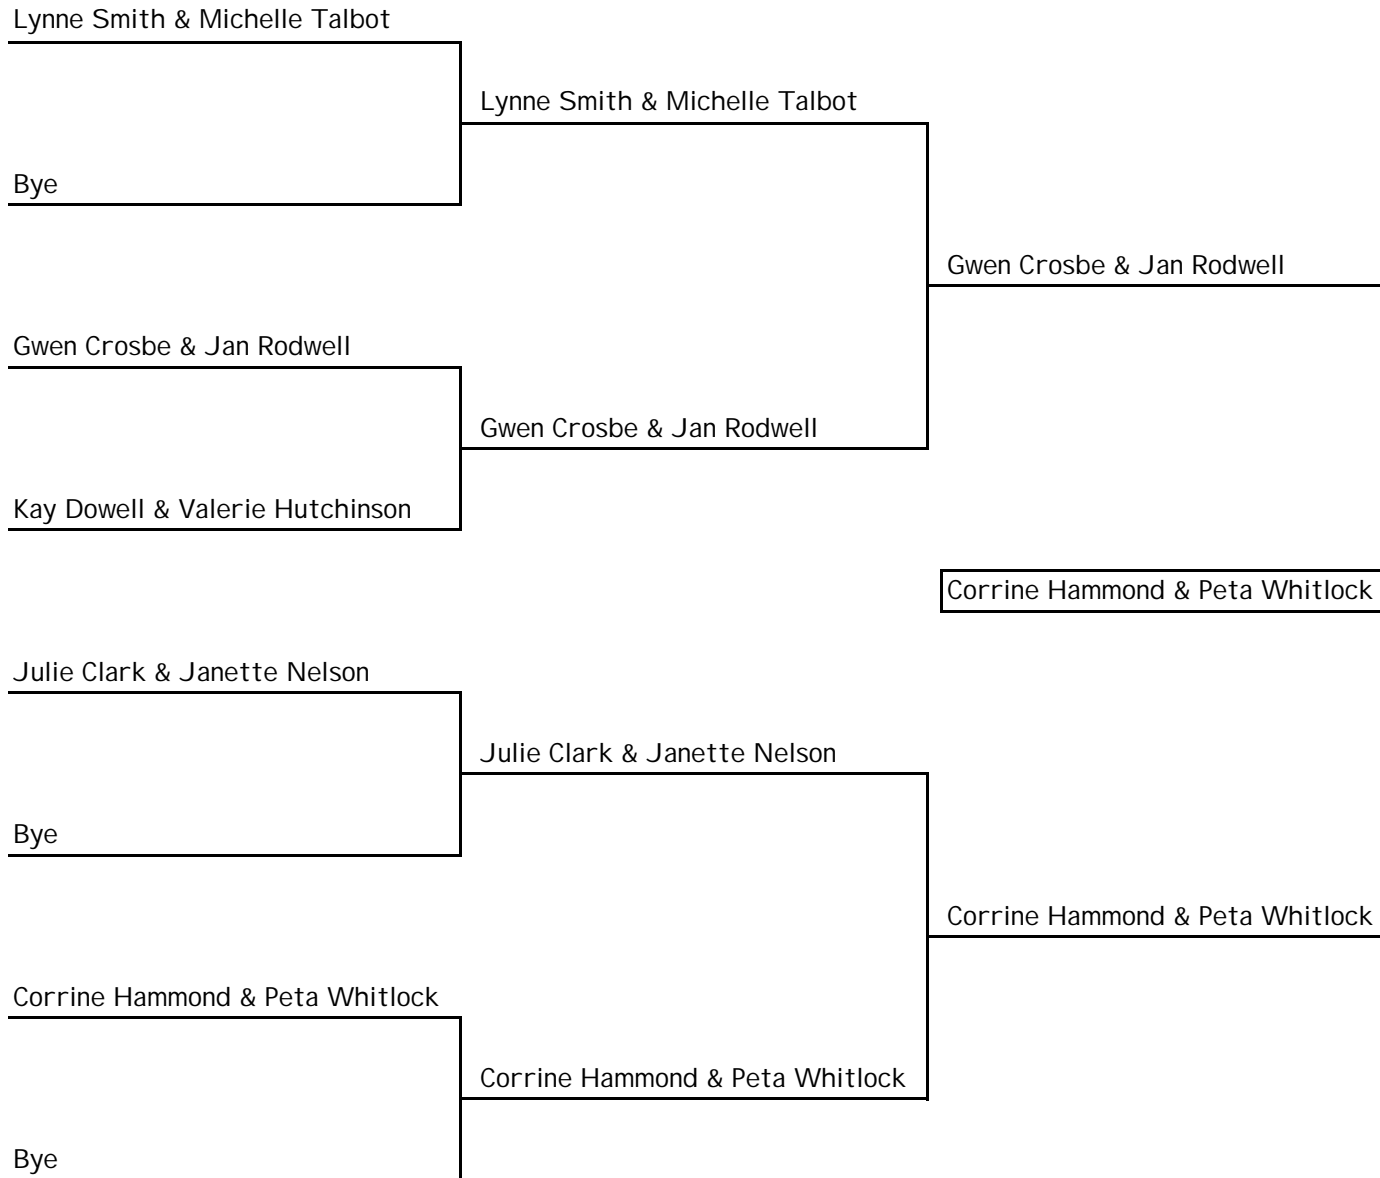 Lynne Smith & Michelle Talbot
Lynne Smith & Michelle Talbot
Bye
Gwen Crosbe & Jan Rodwell
Gwen Crosbe & Jan Rodwell
Gwen Crosbe & Jan Rodwell
Kay Dowell & Valerie Hutchinson
Corrine Hammond & Peta Whitlock
Julie Clark & Janette Nelson
Julie Clark & Janette Nelson
Bye
Corrine Hammond & Peta Whitlock
Corrine Hammond & Peta Whitlock
Corrine Hammond & Peta Whitlock
Bye